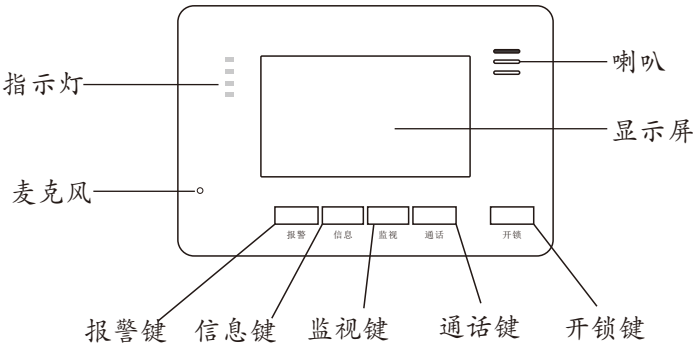 喇叭
指示灯
显示屏
麦克风
报警 信息 监视 通话 开锁
报警键 信息键 监视键 通话键 开锁键